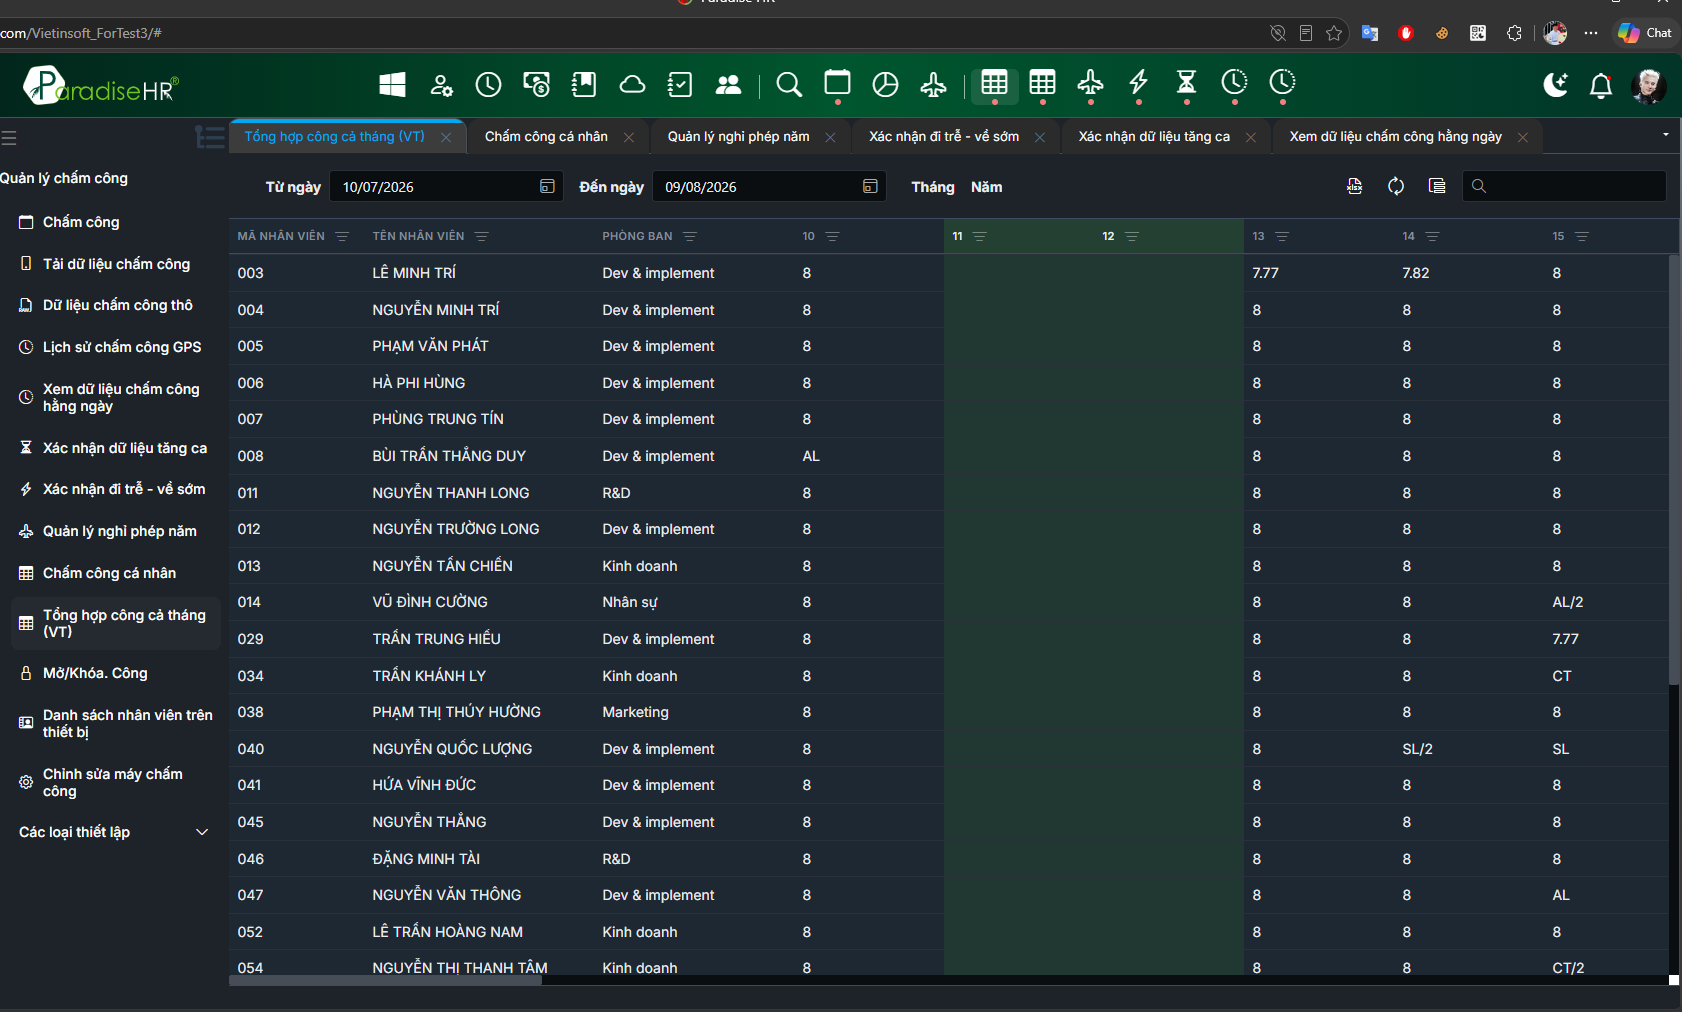 Paradise HR
com/Vietinsoft_ForTest3/#
Chat
ParadiseHR®
Tổng hợp công cả tháng (VT)
Chấm công cá nhân
Quản lý nghỉ phép năm
Xác nhận đi trễ - về sớm
Xác nhận dữ liệu tăng ca
Xem dữ liệu chấm công hằng ngày
Quản lý chấm công
Chấm công
Tải dữ liệu chấm công
Dữ liệu chấm công thô
Lịch sử chấm công GPS
Xem dữ liệu chấm công
hằng ngày
Xác nhận dữ liệu tăng ca
Xác nhận đi trễ - về sớm
Quản lý nghỉ phép năm
Chấm công cá nhân
Tổng hợp công cả tháng
(VT)
Mở/Khóa. Công
Danh sách nhân viên trên
thiết bị
Chỉnh sửa máy chấm
công
Các loại thiết lập
Từ ngày 10/07/2026 Đến ngày 09/08/2026 Tháng Năm
MÃ NHÂN VIÊN TÊN NHÂN VIÊN PHÒNG BAN 10 11 12 13 14 15
003 LÊ MINH TRÍ Dev & implement 8 7.77 7.82 8
004 NGUYỄN MINH TRÍ Dev & implement 8 8 8 8
005 PHẠM VĂN PHÁT Dev & implement 8 8 8 8
006 HÀ PHI HÙNG Dev & implement 8 8 8 8
007 PHÙNG TRUNG TÍN Dev & implement 8 8 8 8
008 BÙI TRẦN THẮNG DUY Dev & implement AL 8 8 8
011 NGUYỄN THANH LONG R&D 8 8 8 8
012 NGUYỄN TRƯỜNG LONG Dev & implement 8 8 8 8
013 NGUYỄN TẤN CHIẾN Kinh doanh 8 8 8 8
014 VŨ ĐÌNH CƯỜNG Nhân sự 8 8 8 AL/2
029 TRẦN TRUNG HIẾU Dev & implement 8 8 8 7.77
034 TRẦN KHÁNH LY Kinh doanh 8 8 8 CT
038 PHẠM THỊ THÚY HƯỜNG Marketing 8 8 8 8
040 NGUYỄN QUỐC LƯỢNG Dev & implement 8 8 SL/2 SL
041 HỨA VĨNH ĐỨC Dev & implement 8 8 8 8
045 NGUYỄN THẮNG Dev & implement 8 8 8 8
046 ĐẶNG MINH TÀI R&D 8 8 8 8
047 NGUYỄN VĂN THÔNG Dev & implement 8 8 8 AL
052 LÊ TRẦN HOÀNG NAM Kinh doanh 8 8 8 8
054 NGUYỄN THỊ THANH TÂM Kinh doanh 8 8 8 CT/2